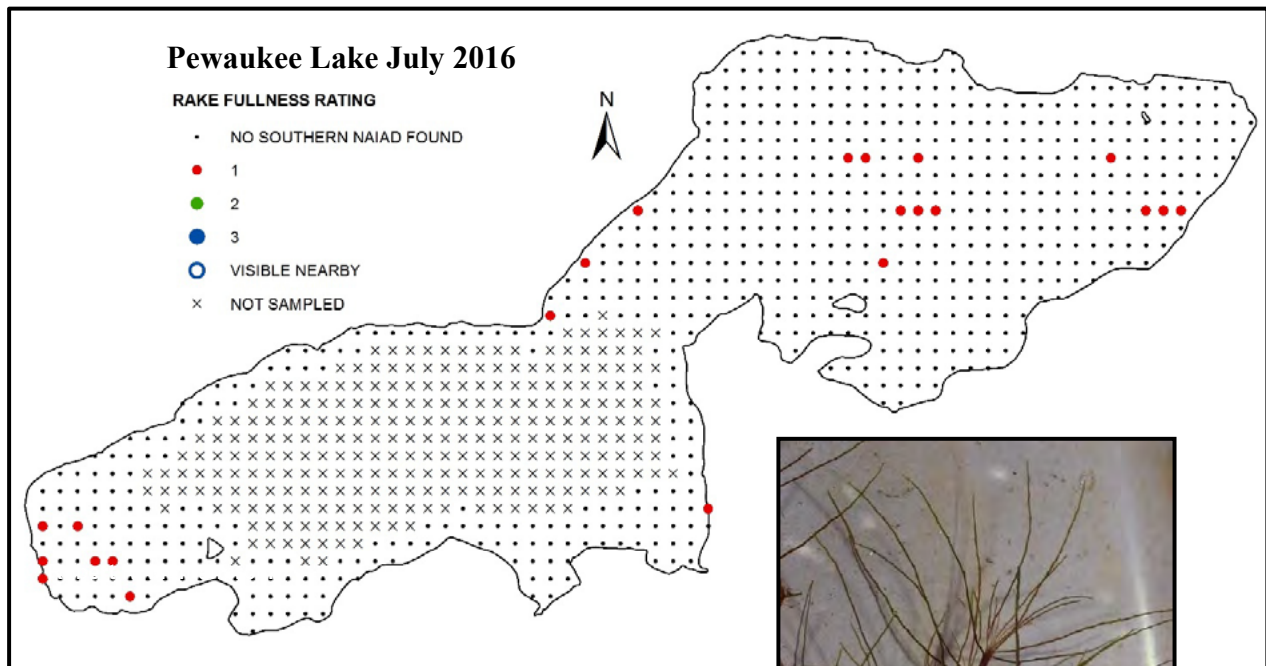 Pewaukee Lake July 2016
RAKE FULLNESS RATING
N
NO SOUTHERN NAIAD FOUND
1
2
3
VISIBLE NEARBY
NOT SAMPLED